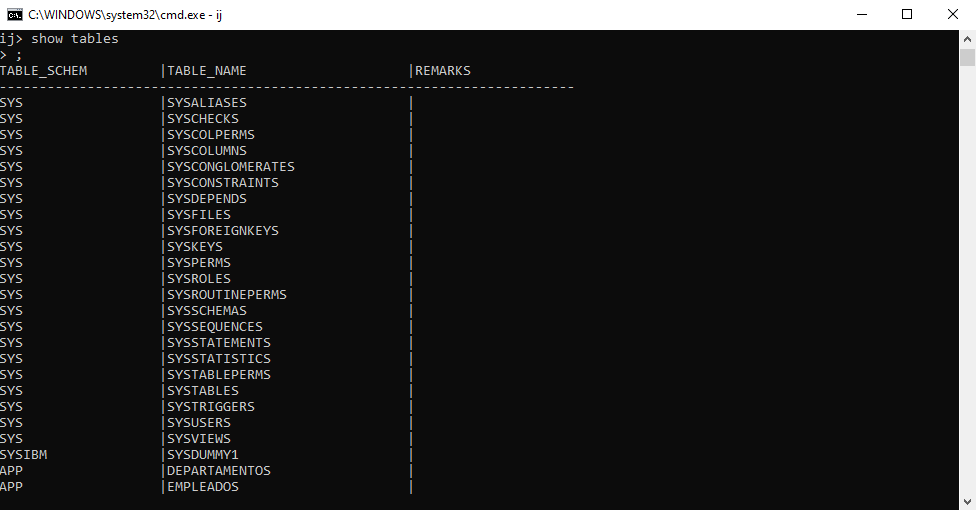 C:\WINDOWS\system32\cmd.exe - ij
ij> show tables
> ;
TABLE_SCHEM         |TABLE_NAME                    |REMARKS
------------------------------------------------------------------------
SYS                 |SYSALIASES                    |
SYS                 |SYSCHECKS                     |
SYS                 |SYSCOLPERMS                   |
SYS                 |SYSCOLUMNS                    |
SYS                 |SYSCONGLOMERATES              |
SYS                 |SYSCONSTRAINTS                |
SYS                 |SYSDEPENDS                    |
SYS                 |SYSFILES                      |
SYS                 |SYSFOREIGNKEYS                |
SYS                 |SYSKEYS                       |
SYS                 |SYSPERMS                      |
SYS                 |SYSROLES                      |
SYS                 |SYSROUTINEPERMS               |
SYS                 |SYSSCHEMAS                    |
SYS                 |SYSSEQUENCES                  |
SYS                 |SYSSTATEMENTS                 |
SYS                 |SYSSTATISTICS                 |
SYS                 |SYSTABLEPERMS                 |
SYS                 |SYSTABLES                     |
SYS                 |SYSTRIGGERS                   |
SYS                 |SYSUSERS                      |
SYS                 |SYSVIEWS                      |
SYSIBM              |SYSDUMMY1                     |
APP                 |DEPARTAMENTOS                 |
APP                 |EMPLEADOS                     |